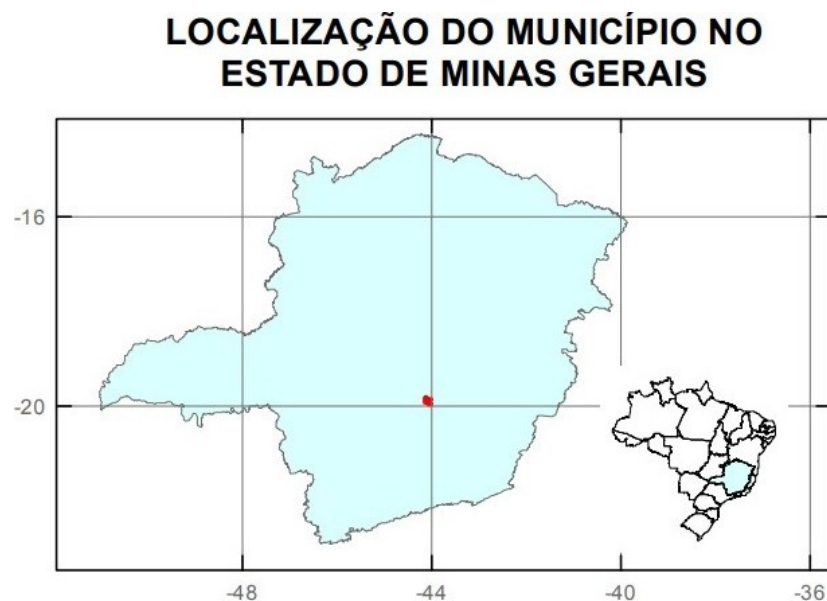 LOCALIZAÇÃO DO MUNICÍPIO NO
ESTADO DE MINAS GERAIS
-16
-20
-48 -44 -40 -36